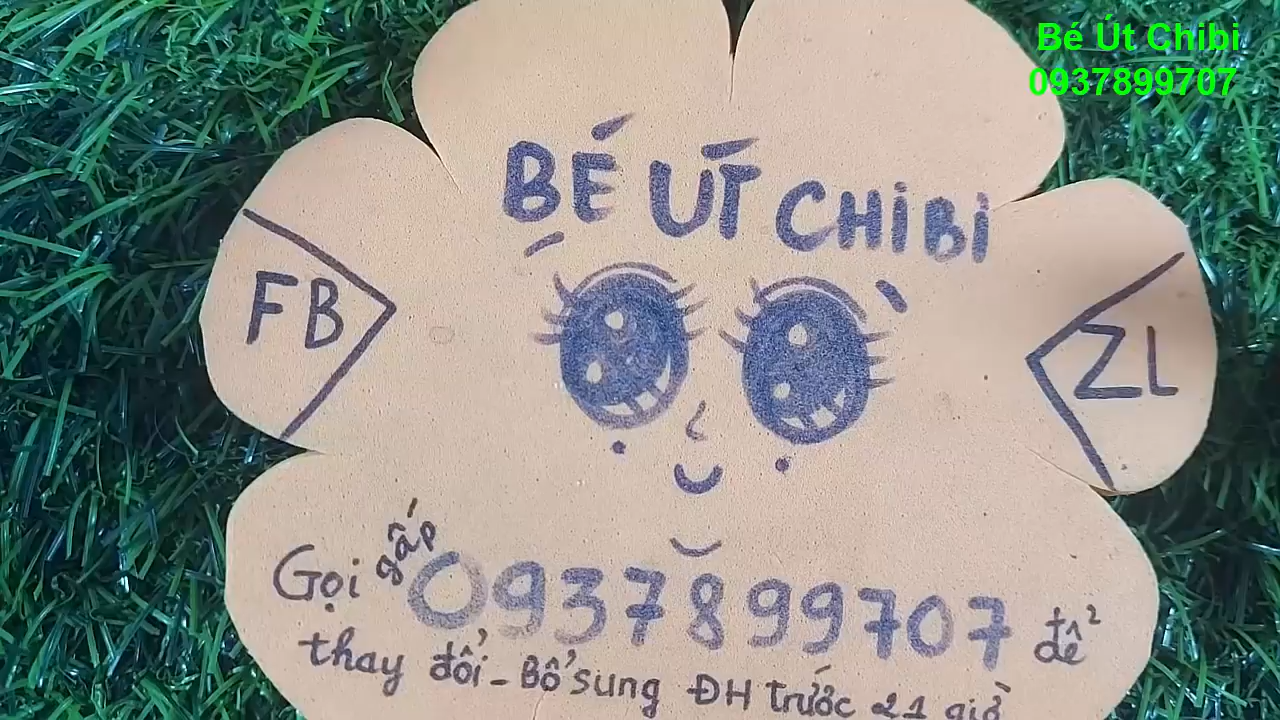 Bé Út Chibi
0937899707
BÉ ÚT CHiBi
FB
ZL
Gọi gấp 0937899707 để
thay đổi - Bổ sung ĐH trước 21 giờ